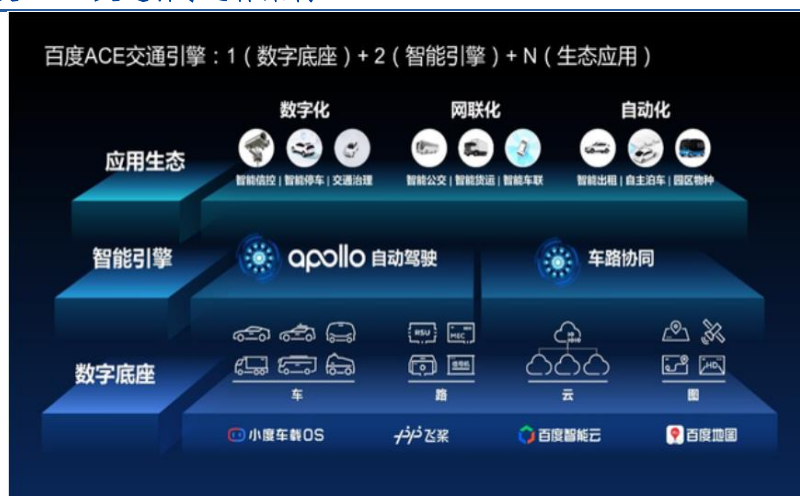 百度ACE交通引擎：1（数字底座）+ 2（智能引擎）+ N（生态应用）
数字化 网联化 自动化
应用生态
智能信控 | 智能停车 | 交通治理 智能公交 | 智能货运 | 智能车联 智能出租 | 自主泊车 | 园区物种
智能引擎 apollo 自动驾驶 车路协同
RSU MEC
HD
数字底座
车 路 云 图
小度车载OS 飞桨 百度智能云 百度地图